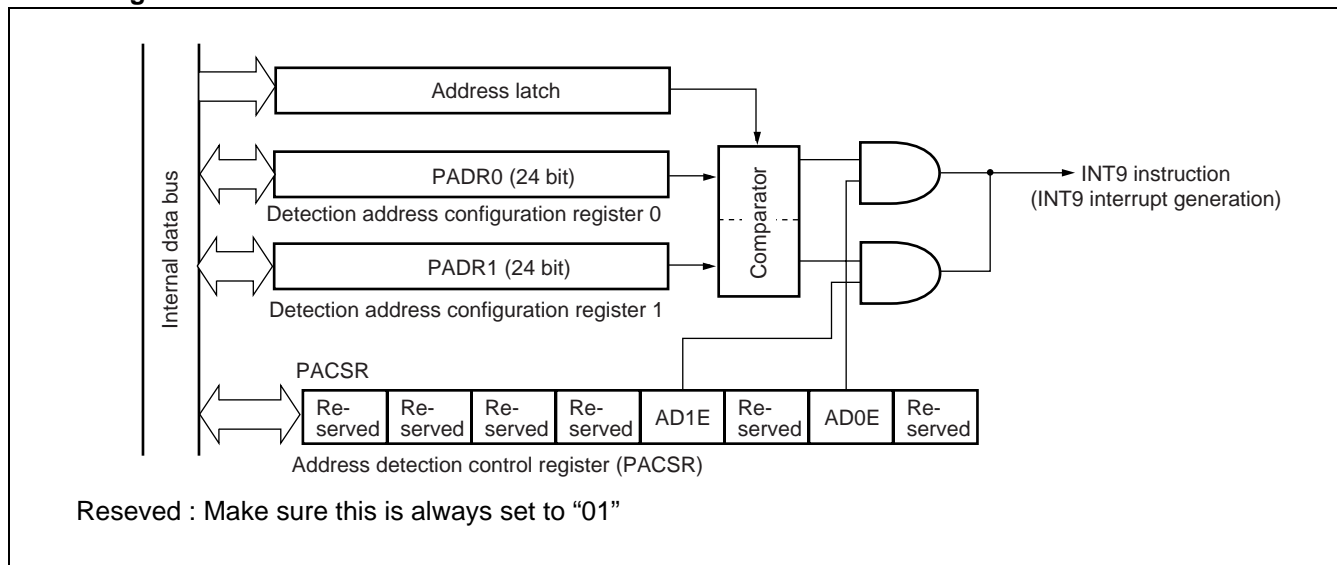 Internal data bus
Address latch
PADR0 (24 bit)
Detection address configuration register 0
PADR1 (24 bit)
Detection address configuration register 1
Comparator
INT9 instruction
(INT9 interrupt generation)
PACSR
Re-
served
Re-
served
Re-
served
Re-
served
AD1E
Re-
served
AD0E
Re-
served
Address detection control register (PACSR)
Reseved : Make sure this is always set to “01”